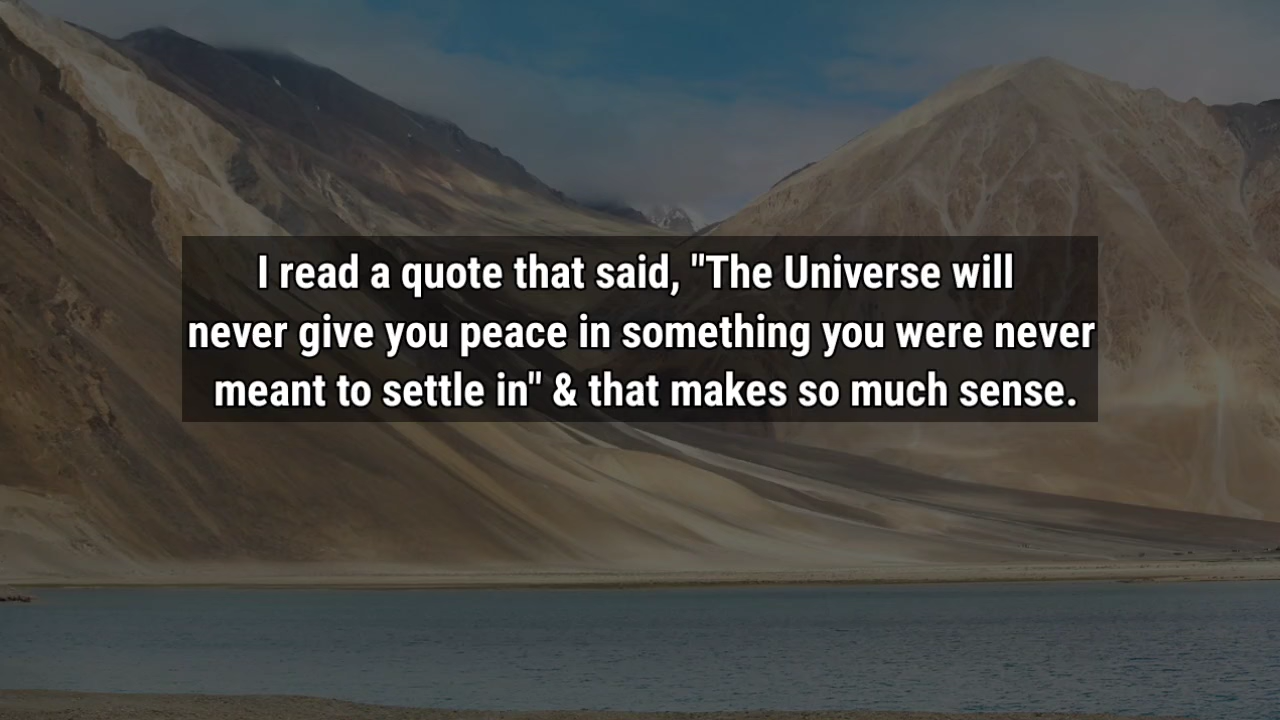 I read a quote that said, "The Universe will
never give you peace in something you were never
meant to settle in" & that makes so much sense.